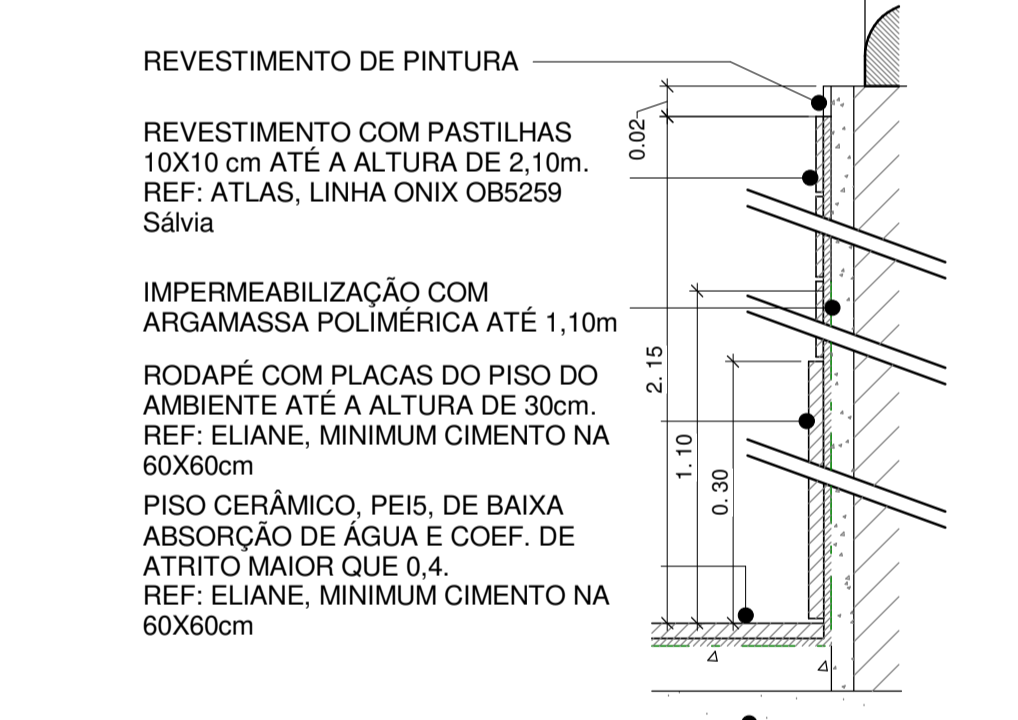 REVESTIMENTO DE PINTURA
REVESTIMENTO COM PASTILHAS
10X10 cm ATÉ A ALTURA DE 2,10m.
REF: ATLAS, LINHA ONIX OB5259
Sálvia
IMPERMEABILIZAÇÃO COM
ARGAMASSA POLIMÉRICA ATÉ 1,10m
RODAPÉ COM PLACAS DO PISO DO
AMBIENTE ATÉ A ALTURA DE 30cm.
REF: ELIANE, MINIMUM CIMENTO NA
60X60cm
PISO CERÂMICO, PEI5, DE BAIXA
ABSORÇÃO DE ÁGUA E COEF. DE
ATRITO MAIOR QUE 0,4.
REF: ELIANE, MINIMUM CIMENTO NA
60X60cm
0.02
2. 15
1. 10
0. 30